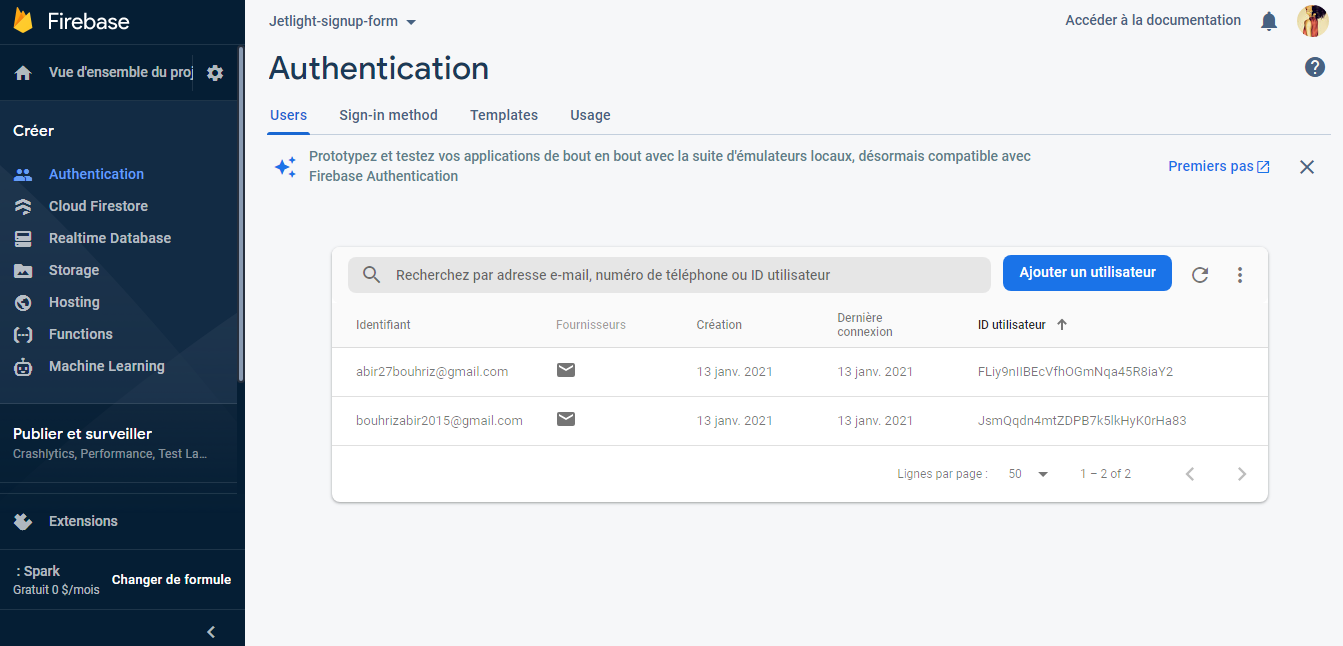 Firebase
Vue d'ensemble du proj
Créer
Authentication
Cloud Firestore
Realtime Database
Storage
Hosting
Functions
Machine Learning
Publier et surveiller
Crashlytics, Performance, Test La…
Extensions
: Spark
Gratuit 0 $/mois
Changer de formule
Jetlight-signup-form
Accéder à la documentation
Authentication
Users Sign-in method Templates Usage
Prototypez et testez vos applications de bout en bout avec la suite d'émulateurs locaux, désormais compatible avec
Firebase Authentication
Premiers pas
Recherchez par adresse e-mail, numéro de téléphone ou ID utilisateur
Ajouter un utilisateur
Identifiant Fournisseurs Création Dernière connexion ID utilisateur
abir27bouhriz@gmail.com 13 janv. 2021 13 janv. 2021 FLiy9nIIBEcVfhOGmNqa45R8iaY2
bouhrizabir2015@gmail.com 13 janv. 2021 13 janv. 2021 JsmQqdn4mtZDPB7k5lkHyK0rHa83
Lignes par page : 50 1 – 2 of 2